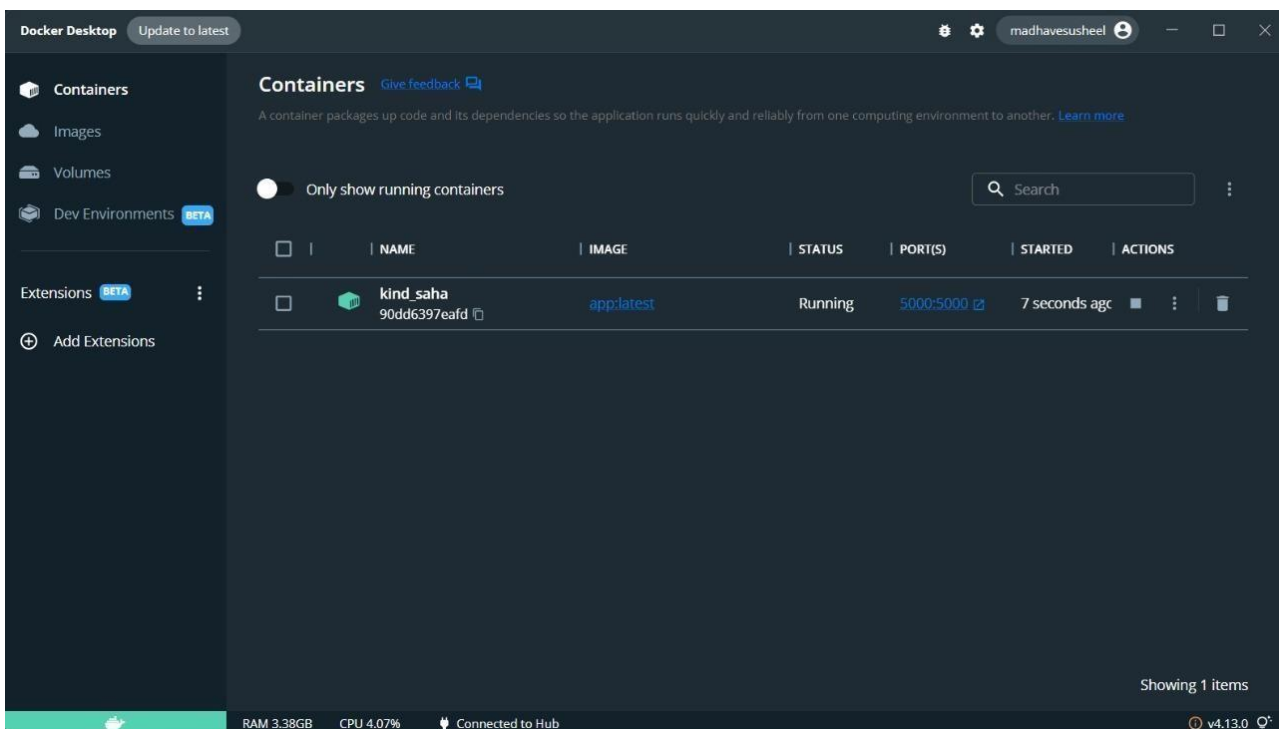 Docker Desktop Update to latest madhavesusheel
Containers
Images
Volumes
Dev Environments BETA
Extensions BETA
Add Extensions
Containers Give feedback
A container packages up code and its dependencies so the application runs quickly and reliably from one computing environment to another. Learn more
Only show running containers Search
NAME IMAGE STATUS PORT(S) STARTED ACTIONS
kind_saha app:latest Running 5000:5000 7 seconds agc
90dd6397eafd
Showing 1 items
RAM 3.38GB CPU 4.07% Connected to Hub v4.13.0